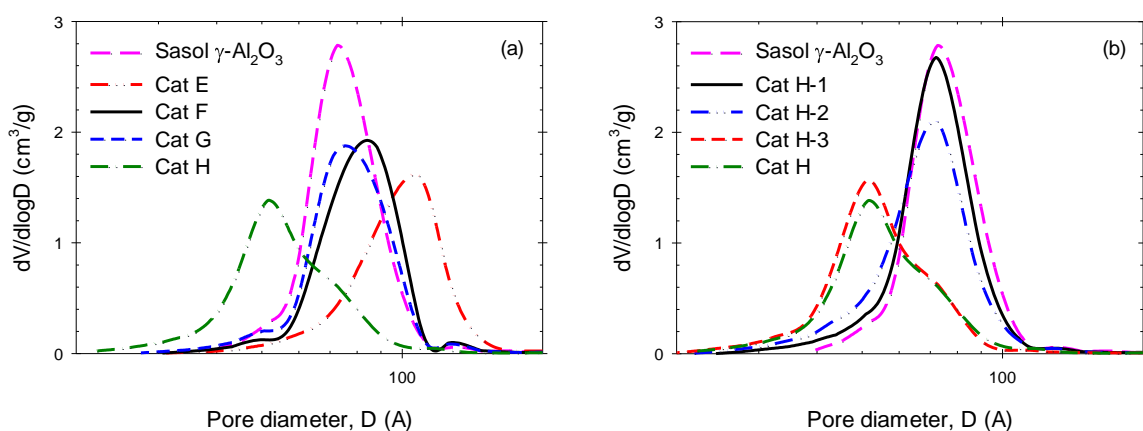 3
2
1
0
dV/dlogD (cm³/g)
(a)
Sasol γ-Al₂O₃
Cat E
Cat F
Cat G
Cat H
100
Pore diameter, D (A)
3
2
1
0
dV/dlogD (cm³/g)
(b)
Sasol γ-Al₂O₃
Cat H-1
Cat H-2
Cat H-3
Cat H
100
Pore diameter, D (A)